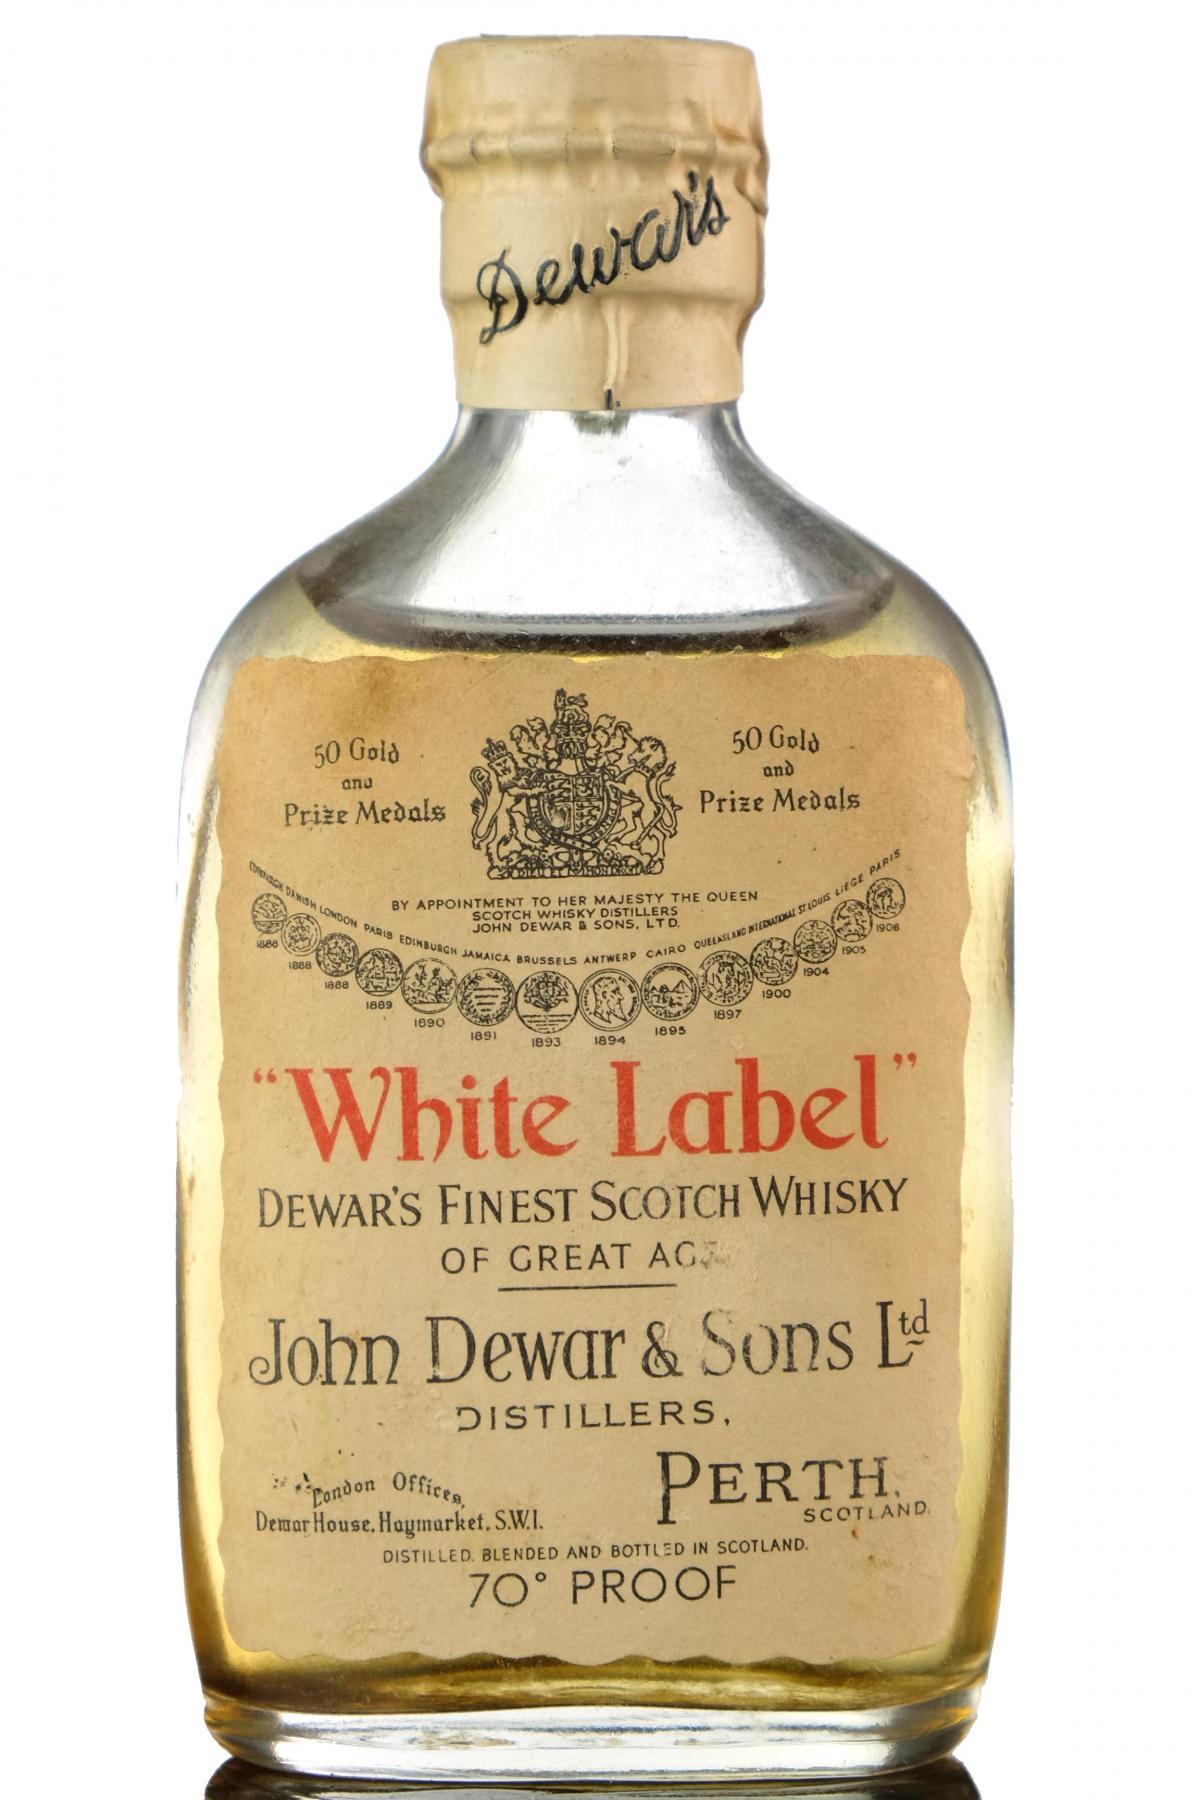 Dewar's
50 Gold
and
Prize Medals
50 Gold
and
Prize Medals
BY APPOINTMENT TO HER MAJESTY THE QUEEN
SCOTCH WHISKY DISTILLERS
JOHN DEWAR & SONS, LTD.
EDINBURGH DANISH LONDON PARIS EDINBURGH JAMAICA BRUSSELS ANTWERP CAIRO QUEENSLAND INTERNATIONAL ST. LOUIS LIEGE PARIS
1886 1888 1888 1889 1890 1891 1893 1894 1895 1897 1900 1904 1905 1906
"White Label"
DEWAR'S FINEST SCOTCH WHISKY
OF GREAT AGE
John Dewar & Sons Ltd
DISTILLERS,
London Offices,
Dewar House, Haymarket, S.W.1.
PERTH,
SCOTLAND.
DISTILLED, BLENDED AND BOTTLED IN SCOTLAND.
70° PROOF